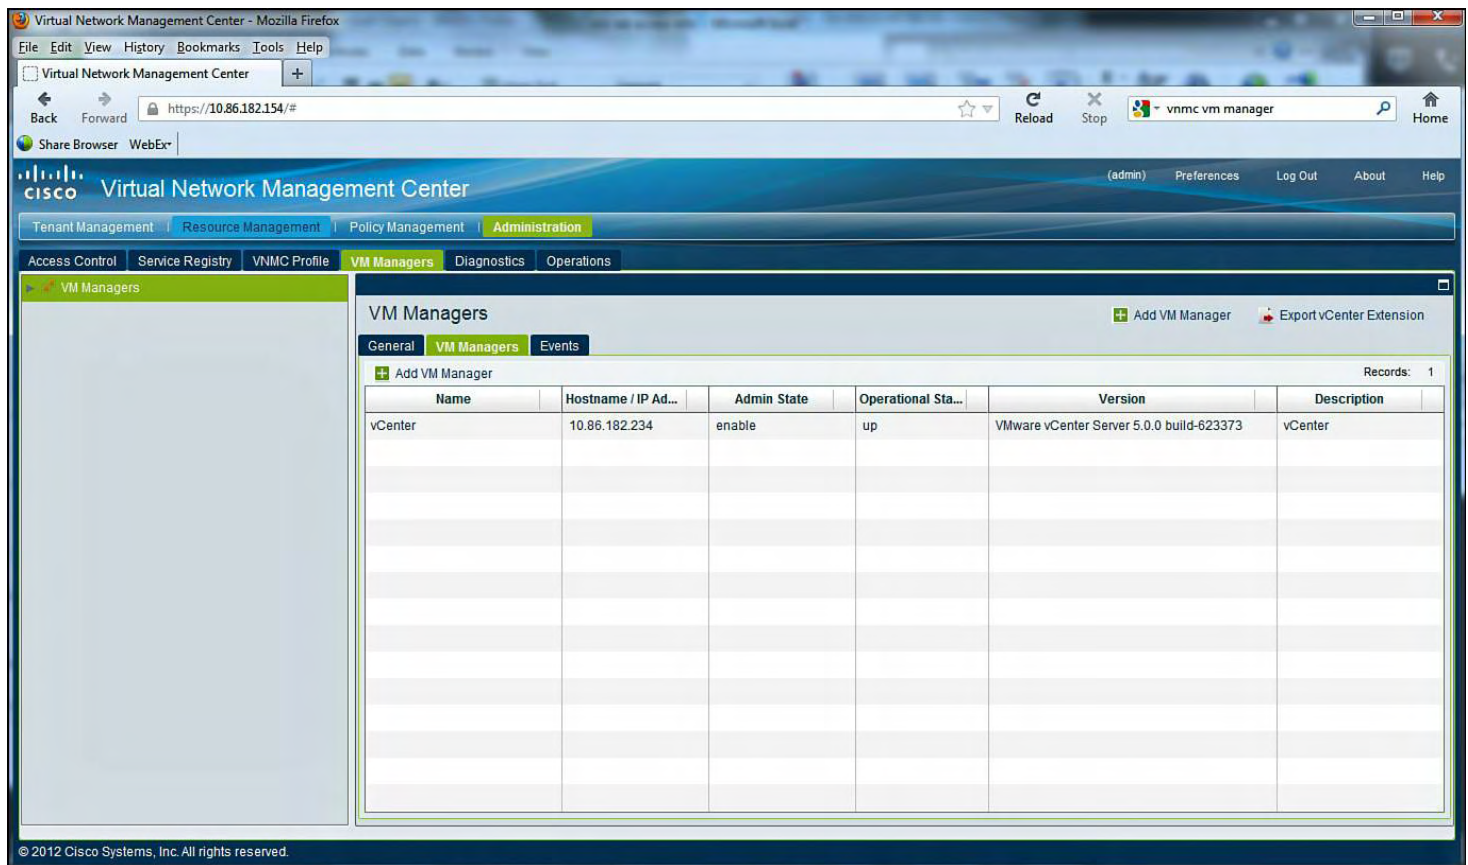 Virtual Network Management Center - Mozilla Firefox
File Edit View History Bookmarks Tools Help
Virtual Network Management Center
Back Forward https://10.86.182.154/# Reload Stop vnmc vm manager Home
Share Browser WebEx
CISCO Virtual Network Management Center (admin) Preferences Log Out About Help
Tenant Management | Resource Management | Policy Management | Administration
Access Control Service Registry VNMC Profile VM Managers Diagnostics Operations
VM Managers
VM Managers Add VM Manager Export vCenter Extension
General VM Managers Events
Add VM Manager Records: 1
Name Hostname / IP Ad... Admin State Operational Sta... Version Description
vCenter 10.86.182.234 enable up VMware vCenter Server 5.0.0 build-623373 vCenter
© 2012 Cisco Systems, Inc. All rights reserved.